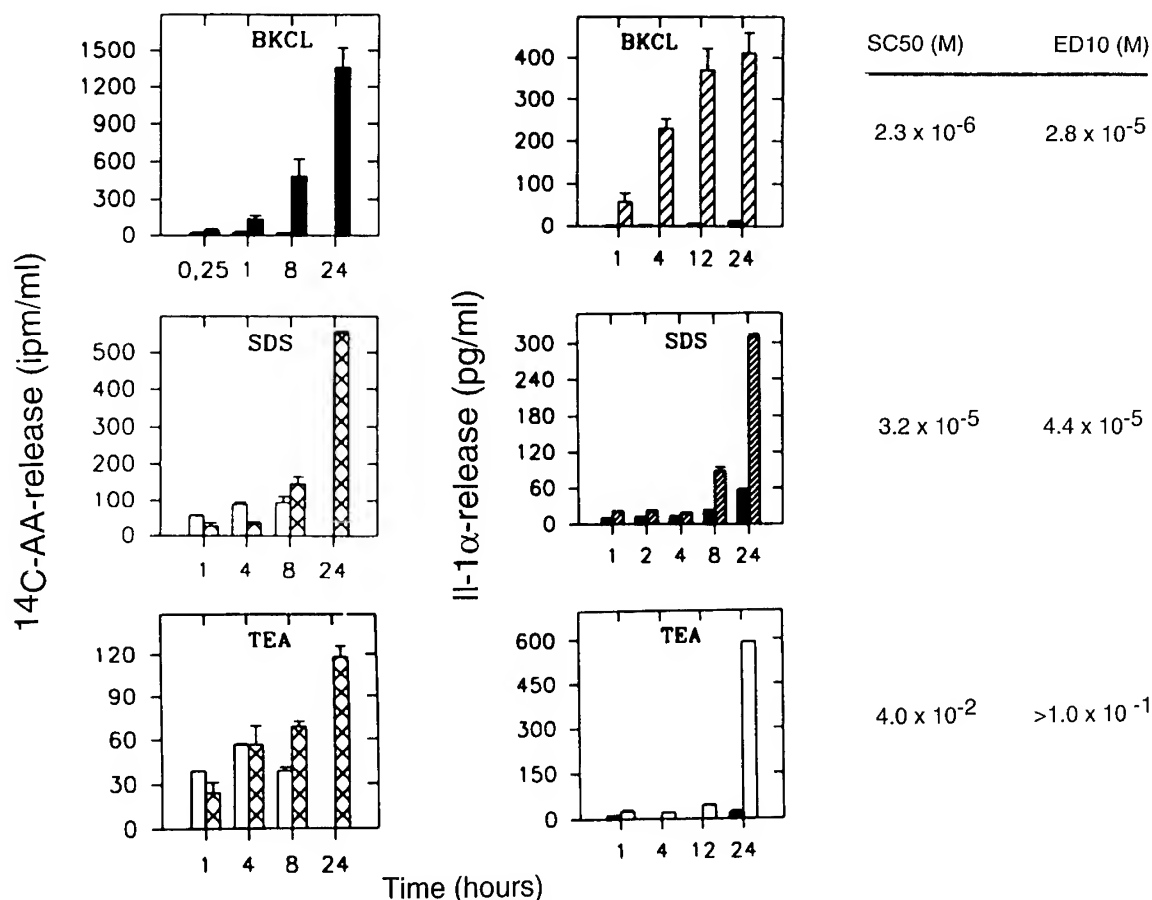 14C-AA-release (ipm/ml)
BKCL
1500
1200
900
600
300
0
0,25 1 8 24
SDS
500
400
300
200
100
0
1 4 8 24
TEA
120
90
60
30
0
1 4 8 24
Il-1α-release (pg/ml)
BKCL
400
300
200
100
0
1 4 12 24
SDS
300
240
180
120
60
0
1 2 4 8 24
TEA
600
450
300
150
0
1 4 12 24
Time (hours)
SC50 (M) ED10 (M)
2.3 x 10-6 2.8 x 10-5
3.2 x 10-5 4.4 x 10-5
4.0 x 10-2 >1.0 x 10-1